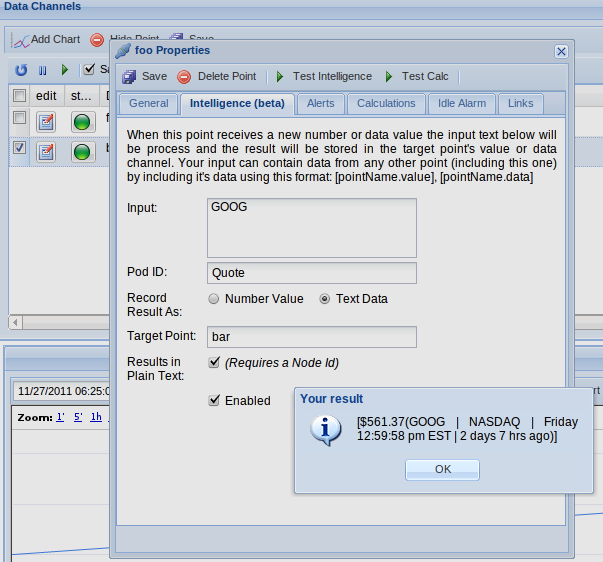 Data Channels
Add Chart Hide Point Save
foo Properties
Save Delete Point Test Intelligence Test Calc
edit st...
General Intelligence (beta) Alerts Calculations Idle Alarm Links
When this point receives a new number or data value the input text below will
be process and the result will be stored in the target point's value or data
channel. Your input can contain data from any other point (including this one)
by including it's data using this format: [pointName.value], [pointName.data]
Input: GOOG
Pod ID: Quote
Record
Result As: Number Value Text Data
Target Point: bar
Results in
Plain Text: (Requires a Node Id)
Enabled
11/27/2011 06:25:0
Zoom: 1' 5' 1h
Your result
[$561.37(GOOG | NASDAQ | Friday
12:59:58 pm EST | 2 days 7 hrs ago)]
OK